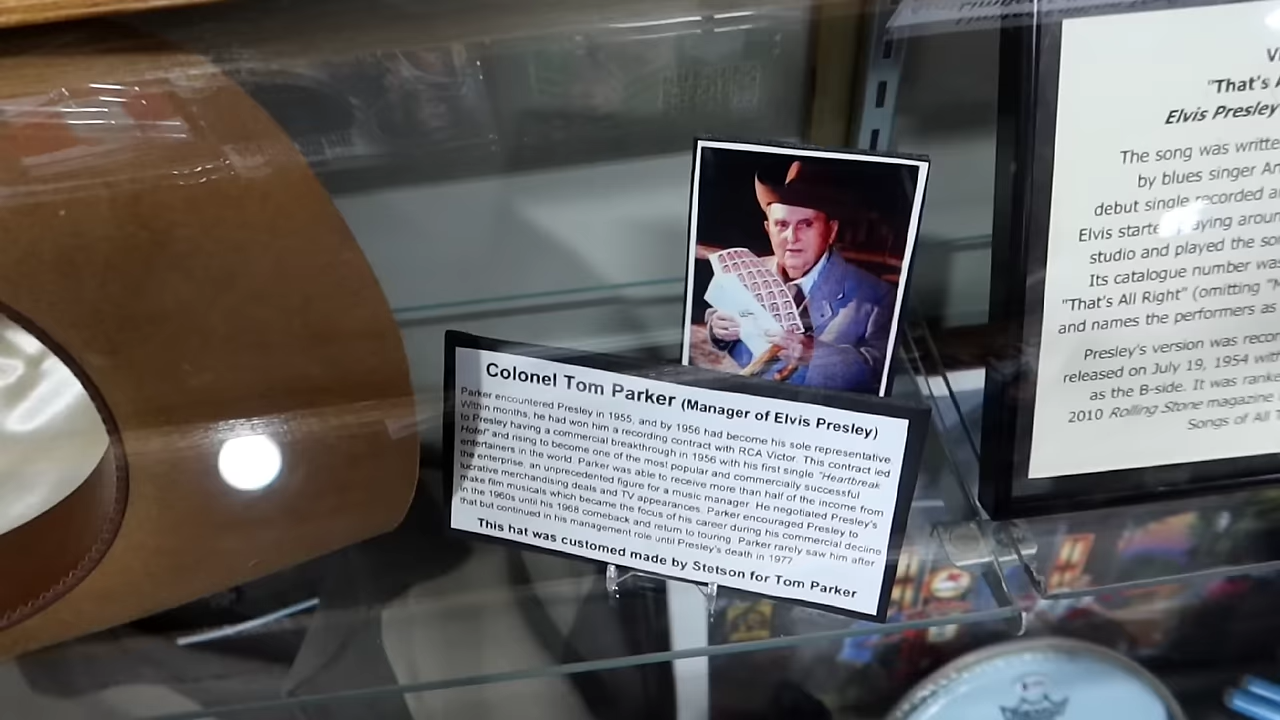 Colonel Tom Parker (Manager of Elvis Presley)
Parker encountered Presley in 1955, and by 1956 had become his sole representative
Within months, he had won him a recording contract with RCA Victor. This contract led
to Presley having a commercial breakthrough in 1956 with his first single "Heartbreak
Hotel" and rising to become one of the most popular and commercially successful
entertainers in the world. Parker was able to receive more than half of the income from
the enterprise, an unprecedented figure for a music manager. He negotiated Presley's
lucrative merchandising deals and TV appearances. Parker encouraged Presley to
make film musicals which became the focus of his career during his commercial decline
in the 1960s until his 1968 comeback and return to touring. Parker rarely saw him after
that but continued in his management role until Presley's death in 1977
This hat was customed made by Stetson for Tom Parker
"That's
Elvis Presley
The song was writte
by blues singer
debut single recorded
Elvis starte playing aroun
studio and played the so
Its catalogue number was
"That's All Right" (omitting
and names the performers as
Presley's version was recor
released on July 19, 1954 with
as the B-side. It was ranke
2010 Rolling Stone magazine
Songs of All